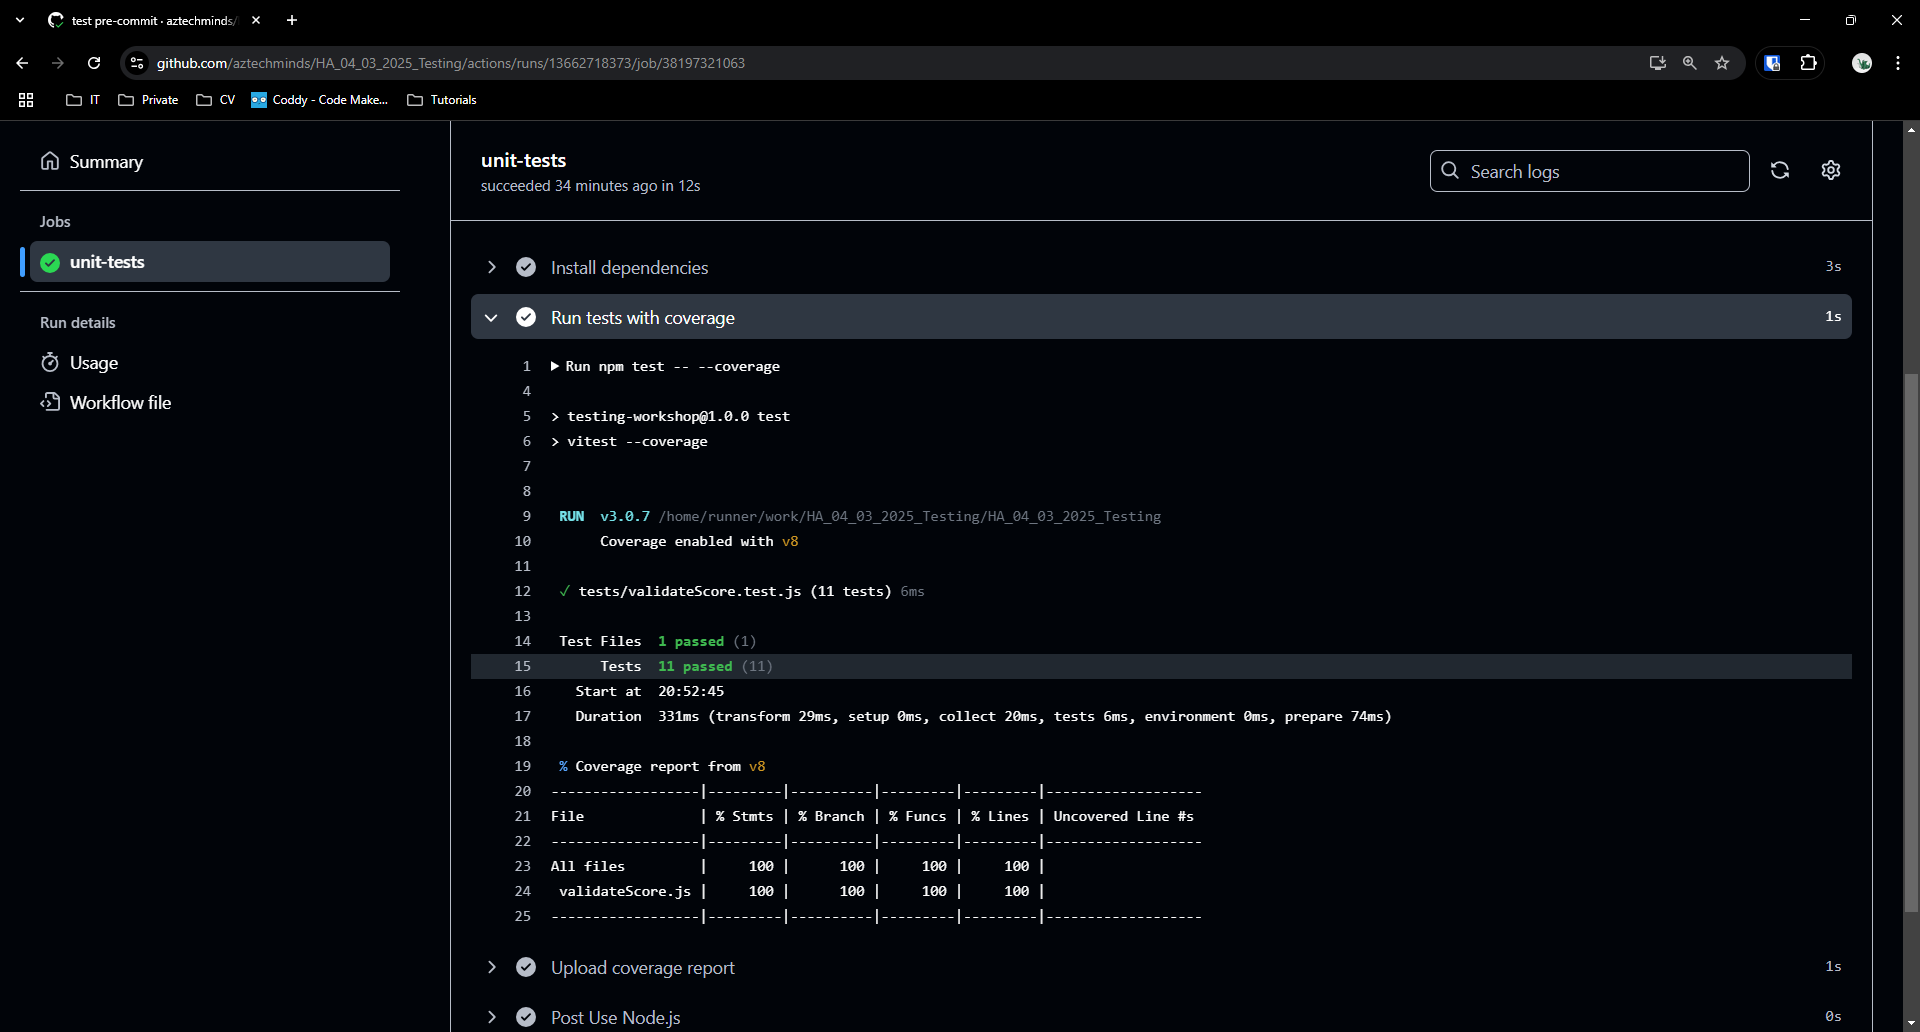 test pre-commit · aztechminds/
github.com/aztechminds/HA_04_03_2025_Testing/actions/runs/13662718373/job/38197321063
IT Private CV Coddy - Code Make... Tutorials
Summary
Jobs
unit-tests
Run details
Usage
Workflow file
unit-tests
succeeded 34 minutes ago in 12s
Search logs
Install dependencies 3s
Run tests with coverage 1s
1 ▶ Run npm test -- --coverage
4
5 > testing-workshop@1.0.0 test
6 > vitest --coverage
7
8
9 RUN v3.0.7 /home/runner/work/HA_04_03_2025_Testing/HA_04_03_2025_Testing
10 Coverage enabled with v8
11
12 ✓ tests/validateScore.test.js (11 tests) 6ms
13
14 Test Files 1 passed (1)
15 Tests 11 passed (11)
16 Start at 20:52:45
17 Duration 331ms (transform 29ms, setup 0ms, collect 20ms, tests 6ms, environment 0ms, prepare 74ms)
18
19 % Coverage report from v8
20 ------------------|---------|----------|---------|---------|-------------------
21 File | % Stmts | % Branch | % Funcs | % Lines | Uncovered Line #s
22 ------------------|---------|----------|---------|---------|-------------------
23 All files | 100 | 100 | 100 | 100 |
24 validateScore.js | 100 | 100 | 100 | 100 |
25 ------------------|---------|----------|---------|---------|-------------------
Upload coverage report 1s
Post Use Node.js 0s